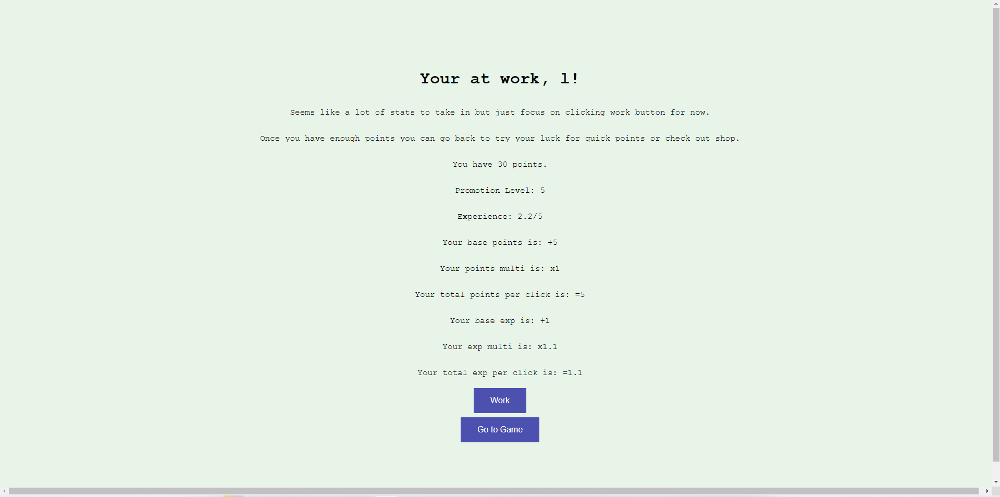 Your at work, l!
Seems like a lot of stats to take in but just focus on clicking work button for now.
Once you have enough points you can go back to try your luck for quick points or check out shop.
You have 30 points.
Promotion Level: 5
Experience: 2.2/5
Your base points is: +5
Your points multi is: x1
Your total points per click is: =5
Your base exp is: +1
Your exp multi is: x1.1
Your total exp per click is: =1.1
Work
Go to Game